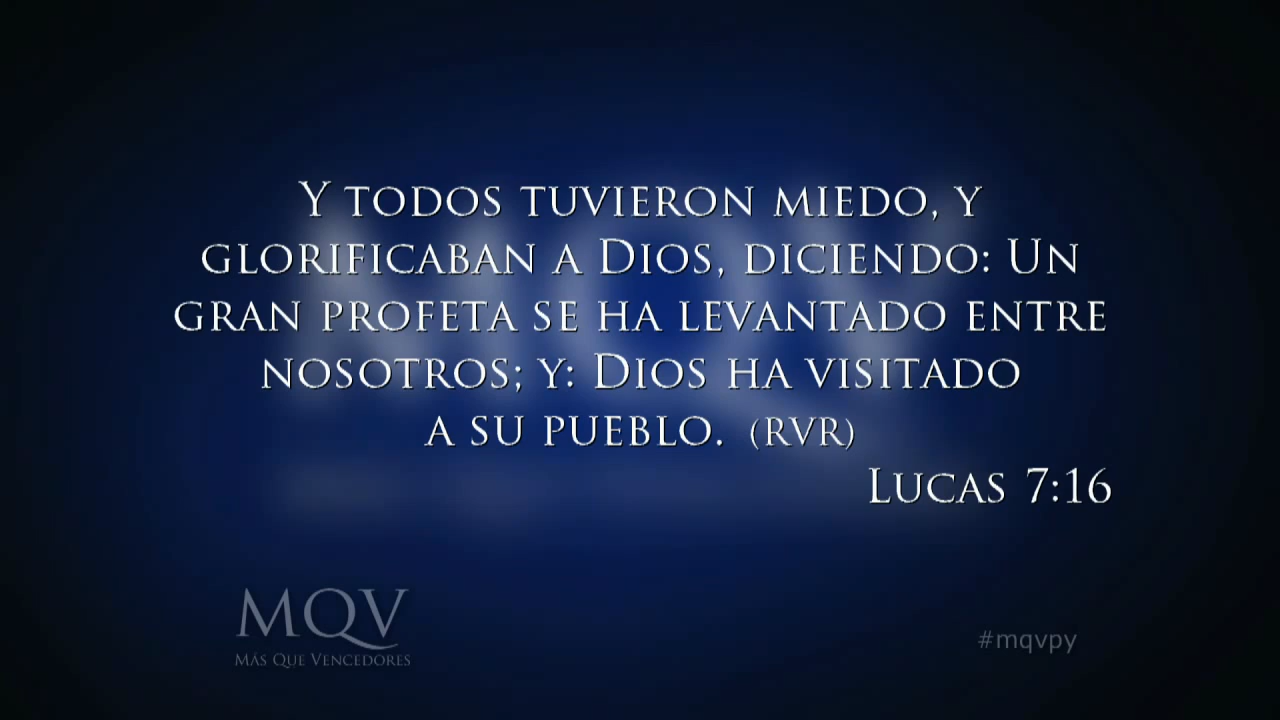 Y todos tuvieron miedo, y
glorificaban a Dios, diciendo: Un
gran profeta se ha levantado entre
nosotros; y: Dios ha visitado
a su pueblo. (RVR)
Lucas 7:16
MQV
Más Que Vencedores
#mqvpy